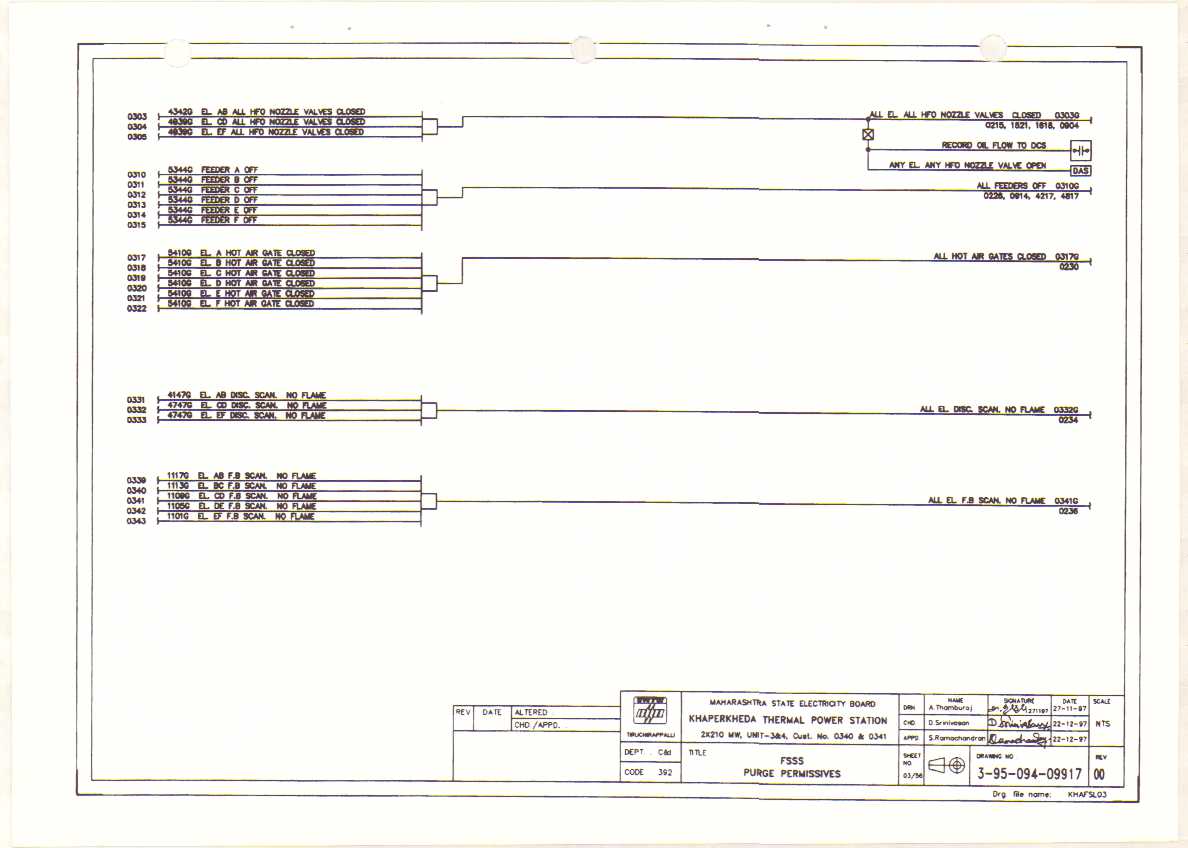 0303 4342G EL. AB ALL HFO NOZZLE VALVES CLOSED
0304 4939G EL. CD ALL HFO NOZZLE VALVES CLOSED
0305 4939G EL. EF ALL HFO NOZZLE VALVES CLOSED
ALL EL. ALL HFO NOZZLE VALVES CLOSED 0303G
0215, 1521, 1618, 0904
RECORD OIL FLOW TO DCS
ANY EL. ANY HFO NOZZLE VALVE OPEN
DAS
0310 5344G FEEDER A OFF
0311 5344G FEEDER B OFF
0312 5344G FEEDER C OFF
0313 5344G FEEDER D OFF
0314 5344G FEEDER E OFF
0315 5344G FEEDER F OFF
ALL FEEDERS OFF 0310G
0226, 0914, 4217, 4817
0317 5410G EL. A HOT AIR GATE CLOSED
0318 5410G EL. B HOT AIR GATE CLOSED
0319 5410G EL. C HOT AIR GATE CLOSED
0320 5410G EL. D HOT AIR GATE CLOSED
0321 5410G EL. E HOT AIR GATE CLOSED
0322 5410G EL. F HOT AIR GATE CLOSED
ALL HOT AIR GATES CLOSED 0317G
0230
0331 4147G EL. AB DISC. SCAN. NO FLAME
0332 4747G EL. CD DISC. SCAN. NO FLAME
0333 4747G EL. EF DISC. SCAN. NO FLAME
ALL EL. DISC. SCAN. NO FLAME 0332G
0234
0339 1117G EL. AB F.B SCAN. NO FLAME
0340 1113G EL. BC F.B SCAN. NO FLAME
0341 1109G EL. CD F.B SCAN. NO FLAME
0342 1105G EL. DE F.B SCAN. NO FLAME
0343 1101G EL. EF F.B SCAN. NO FLAME
ALL EL. F.B SCAN. NO FLAME 0341G
0236
REV DATE ALTERED
CHD /APPD.
TIRUCHIRAPPALLI
DEPT. C&I
CODE 392
MAHARASHTRA STATE ELECTRICITY BOARD
KHAPERKHEDA THERMAL POWER STATION
2X210 MW, UNIT-3&4, Cust. No. 0340 & 0341
TITLE
FSSS
PURGE PERMISSIVES
NAME SIGNATURE DATE SCALE
DRN A.Thamburaj 271197 27-11-97
CHD D.Srinivasan D Srinivasan 22-12-97 NTS
APPD S.Ramachandran 22-12-97
SHEET NO 03/56
DRAWING NO
3-95-094-09917
REV
00
Drg file name: KHAFSL03